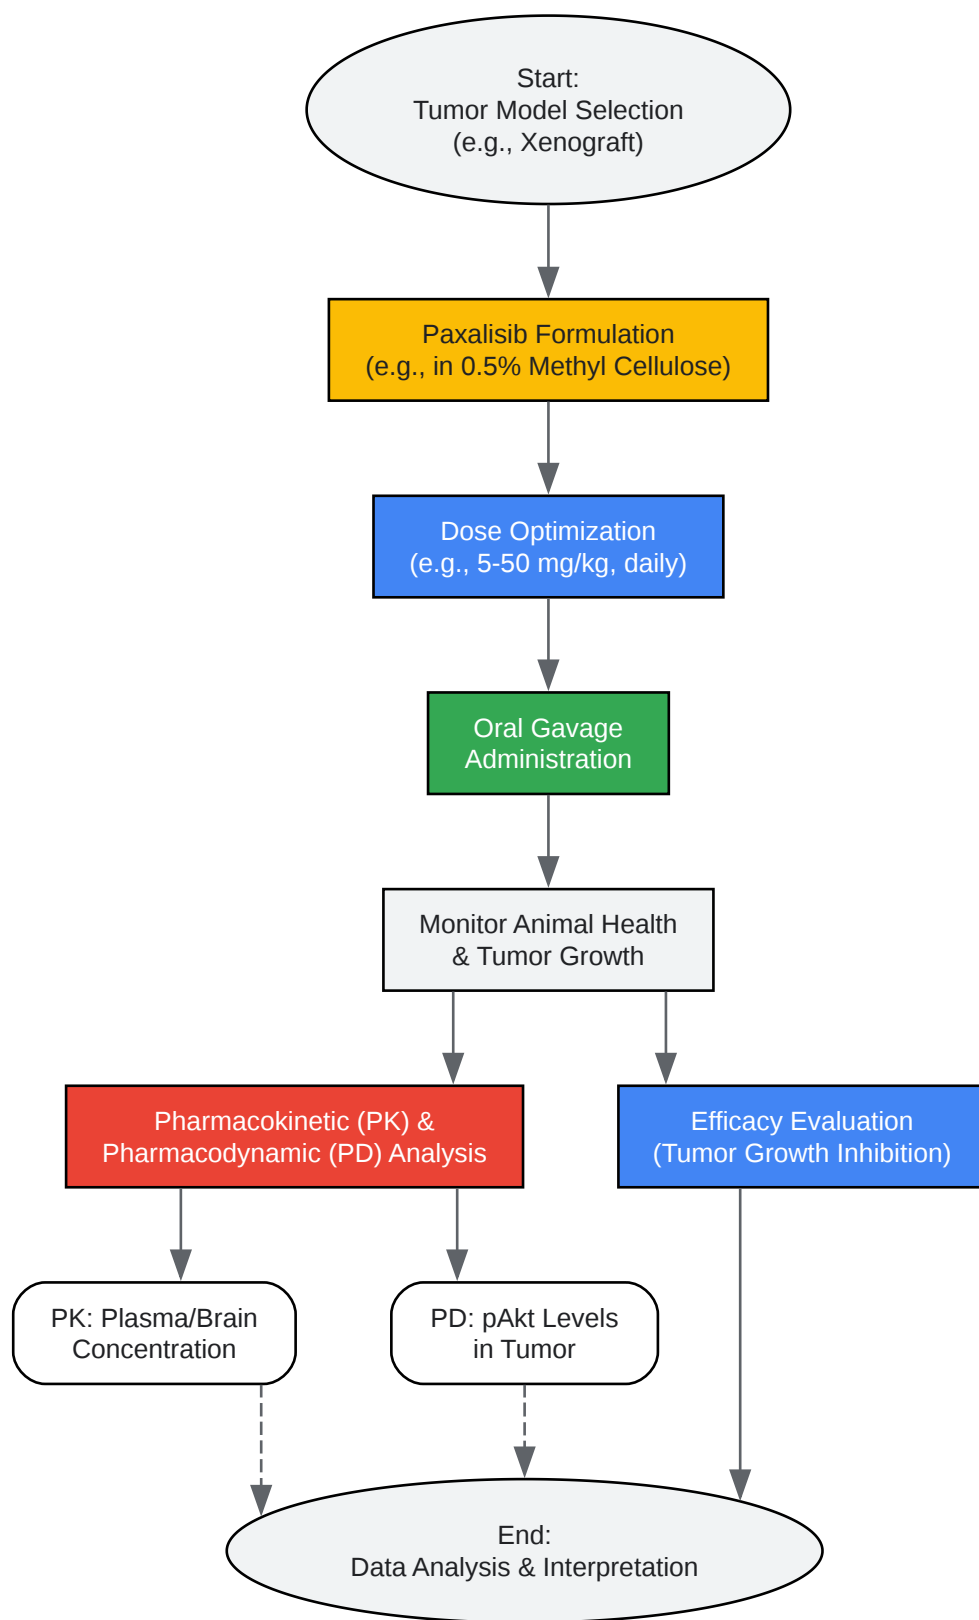 Start:
Tumor Model Selection
(e.g., Xenograft)
Paxalisib Formulation
(e.g., in 0.5% Methyl Cellulose)
Dose Optimization
(e.g., 5-50 mg/kg, daily)
Oral Gavage
Administration
Monitor Animal Health
& Tumor Growth
Pharmacokinetic (PK) &
Pharmacodynamic (PD) Analysis
Efficacy Evaluation
(Tumor Growth Inhibition)
PK: Plasma/Brain
Concentration
PD: pAkt Levels
in Tumor
End:
Data Analysis & Interpretation